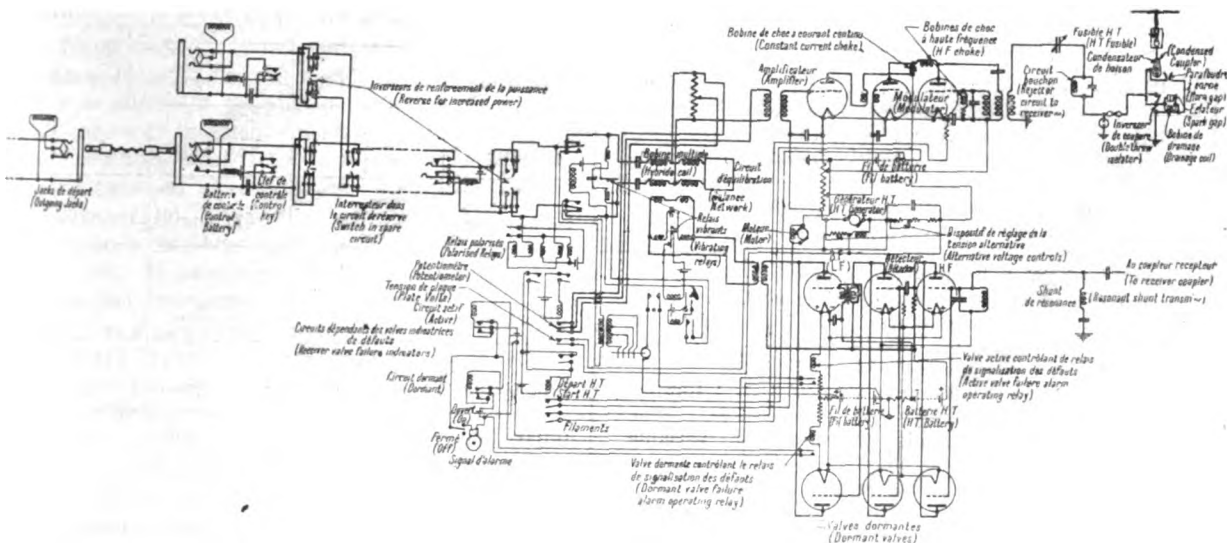 Jacks de départ
(Outgoing Jacks)
Batterie
de contrôle
(Control
Battery)
Clef de
contrôle
(Control
Key)
Interrupteur dans
le circuit de réserve
(Switch in spare
circuit)
Inverseurs de renforcement de la puissance
(Reverse for increased power)
Relais polarisés
(Polarised Relays)
Potentiomètre
(Potentiometer)
Tension de plaque
(Plate Volts)
Circuit actif
(Active)
Circuits dépendants des valves indicatrices
de défauts
(Receiver valve failure indicators)
Circuit dormant
(Dormant)
Ouvert
(On)
Fermé
(Off)
Signal d'alarme
Départ H.T
(Start H.T
Filaments
(Hybrid coil)
Circuit
d'équilibration
(Balance
Network)
Relais
vibrants
(Vibrating
relays)
Bobine de choc à courant continu
(Constant current choke)
Bobines de choc
à haute fréquence
(H F choke)
Amplificateur
(Amplifier)
Modulateur
(Modulator)
Fil de batterie
(Fil battery)
Générateur H T
(H T Generator)
Moteur
(Motor)
Dispositif de réglage de la
tension alternative
(Alternative voltage controls)
(L F)
Détecteur
H F
Fusible H T
(H T Fusible)
Condensateur
de liaison
(Condensed
Coupler)
Parafoudre
à corne
(Horn gap)
Eclateur
(Spark gap)
Bobine de
drainage
(Drainage coil)
Circuit
bouchon
(Rejector
circuit to
receiver ~)
Inverseur
de coupure
(Double throw
isolator)
Au coupleur recepteur
(To receiver coupler)
Shunt
de résonance
(Resonant shunt transmi ~)
Valve active contrôlant de relais
de signalisation des défauts
(Active valve failure alarm
operating relay)
Fil de batterie
(Fil battery)
Batterie H T
(H T Battery)
Valve dormante contrôlant le relais
de signalisation des défauts
(Dormant valve failure
alarm operating relay)
Valves dormantes
(Dormant valves)